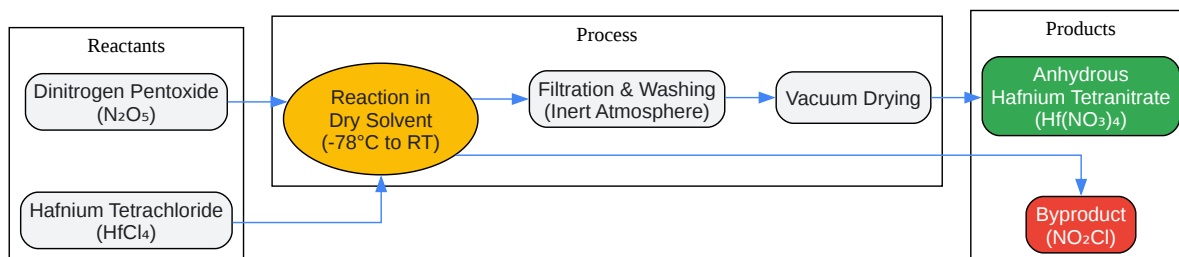 Reactants
Dinitrogen Pentoxide
(N₂O₅)
Hafnium Tetrachloride
(HfCl₄)
Process
Reaction in
Dry Solvent
(-78°C to RT)
Filtration & Washing
(Inert Atmosphere)
Vacuum Drying
Products
Anhydrous
Hafnium Tetranitrate
(Hf(NO₃)₄)
Byproduct
(NO₂Cl)